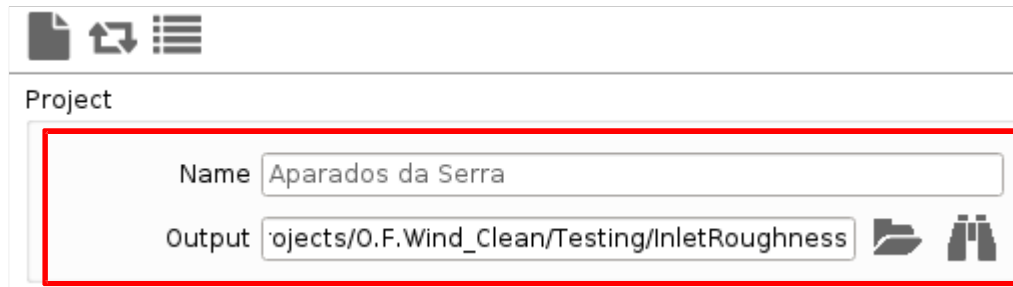 Project
Name Aparados da Serra
Output ojects/O.F.Wind_Clean/Testing/InletRoughness